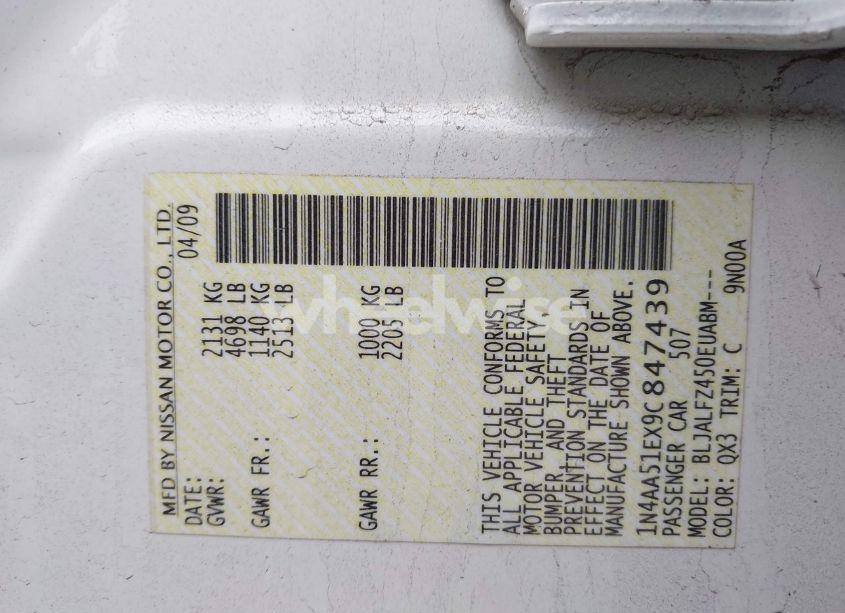 MFD BY NISSAN MOTOR CO., LTD.
DATE: 04/09
GVWR: 2131 KG
4698 LB
GAWR FR.: 1140 KG
2513 LB
GAWR RR.: 1000 KG
2205 LB
THIS VEHICLE CONFORMS TO
ALL APPLICABLE FEDERAL
MOTOR VEHICLE SAFETY,
BUMPER, AND THEFT
PREVENTION STANDARDS IN
EFFECT ON THE DATE OF
MANUFACTURE SHOWN ABOVE.
1N4AA51EX9C847439
PASSENGER CAR 507
MODEL: BLJALFZ450EUABM---
COLOR: QX3 TRIM: C 9N00A
wheelwise